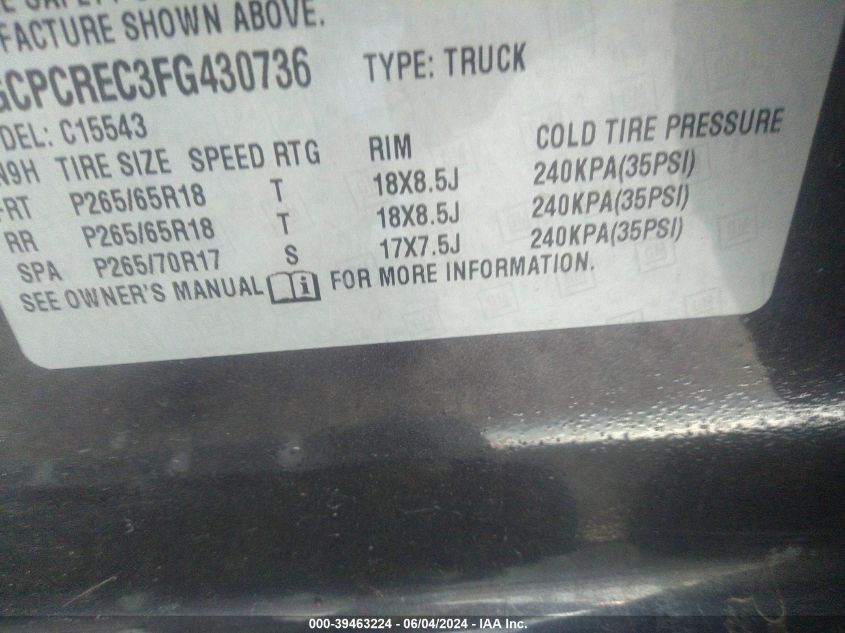 FACTURE SHOWN ABOVE.
GCPCREC3FG430736 TYPE: TRUCK
DEL: C15543
N9H TIRE SIZE SPEED RTG RIM COLD TIRE PRESSURE
FRT P265/65R18 T 18X8.5J 240KPA(35PSI)
RR P265/65R18 T 18X8.5J 240KPA(35PSI)
SPA P265/70R17 S 17X7.5J 240KPA(35PSI)
SEE OWNER'S MANUAL i FOR MORE INFORMATION.
000-39463224 - 06/04/2024 - IAA Inc.